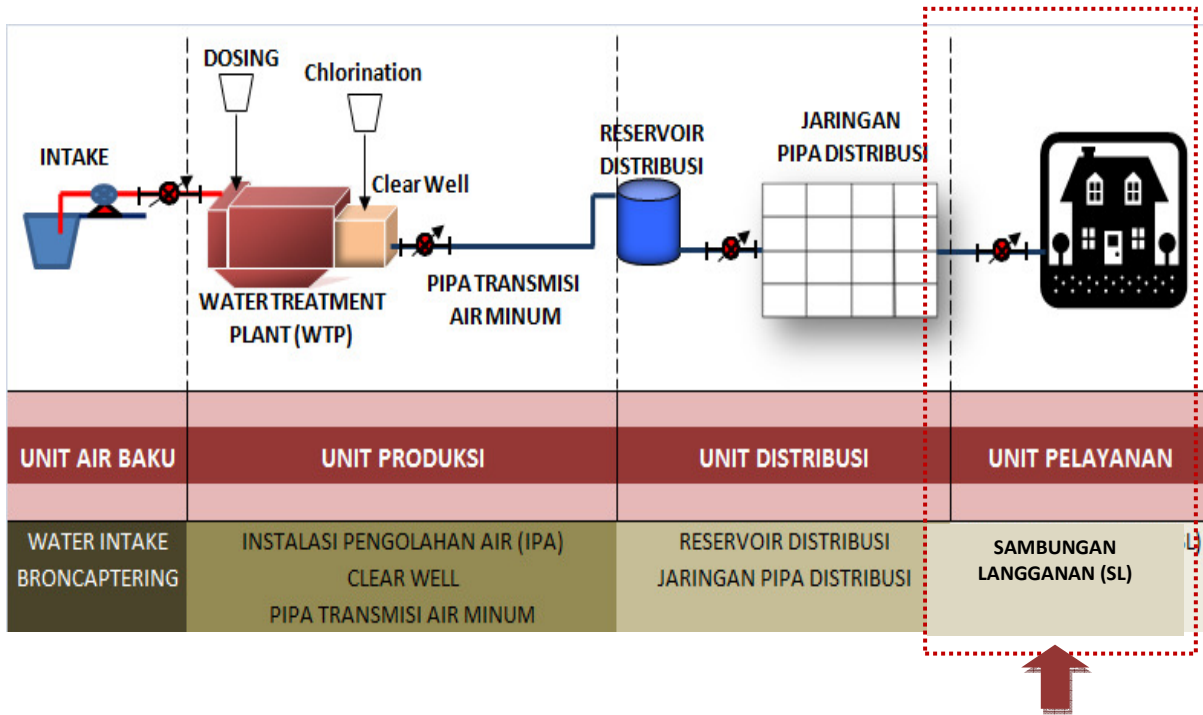 DOSING
Chlorination
INTAKE
Clear Well
WATER TREATMENT
PLANT (WTP)
PIPA TRANSMISI
AIR MINUM
RESERVOIR
DISTRIBUSI
JARINGAN
PIPA DISTRIBUSI
UNIT AIR BAKU
UNIT PRODUKSI
UNIT DISTRIBUSI
UNIT PELAYANAN
WATER INTAKE
BRONCAPTERING
INSTALASI PENGOLAHAN AIR (IPA)
CLEAR WELL
PIPA TRANSMISI AIR MINUM
RESERVOIR DISTRIBUSI
JARINGAN PIPA DISTRIBUSI
SAMBUNGAN
LANGGANAN (SL)